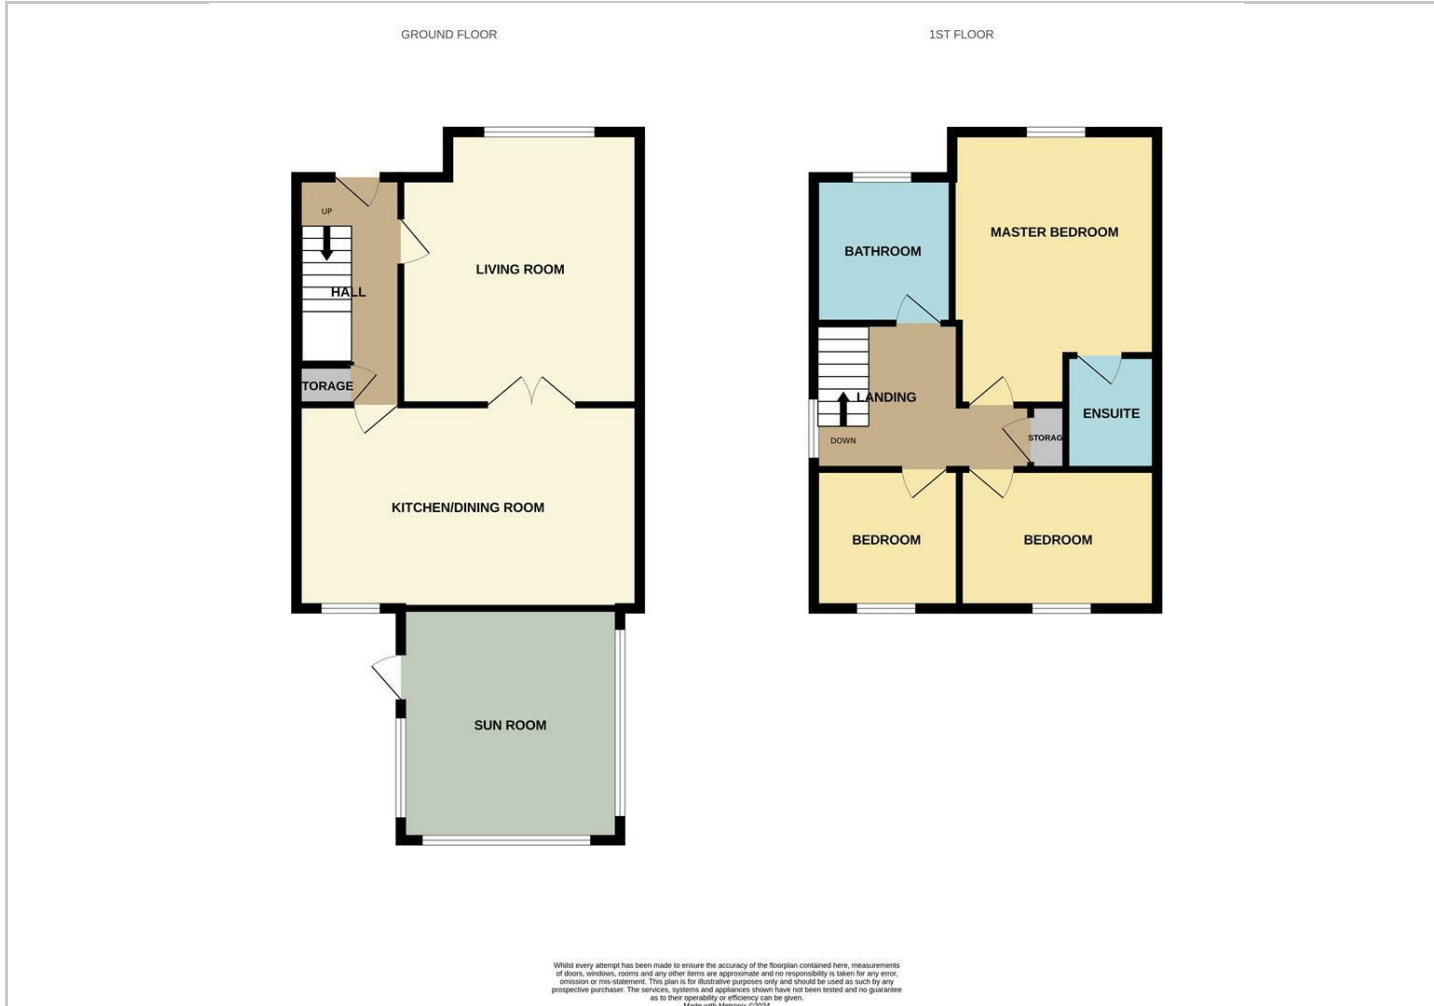 GROUND FLOOR
1ST FLOOR
UP
HALL
LIVING ROOM
TORAGE
KITCHEN/DINING ROOM
SUN ROOM
BATHROOM
MASTER BEDROOM
LANDING
DOWN
STORAG
ENSUITE
BEDROOM
BEDROOM
Whilst every attempt has been made to ensure the accuracy of the floorplan contained here, measurements
of doors, windows, rooms and any other items are approximate and no responsibility is taken for any error,
omission or mis-statement. This plan is for illustrative purposes only and should be used as such by any
prospective purchaser. The services, systems and appliances shown have not been tested and no guarantee
as to their operability or efficiency can be given.
Made with Metropix ©2024